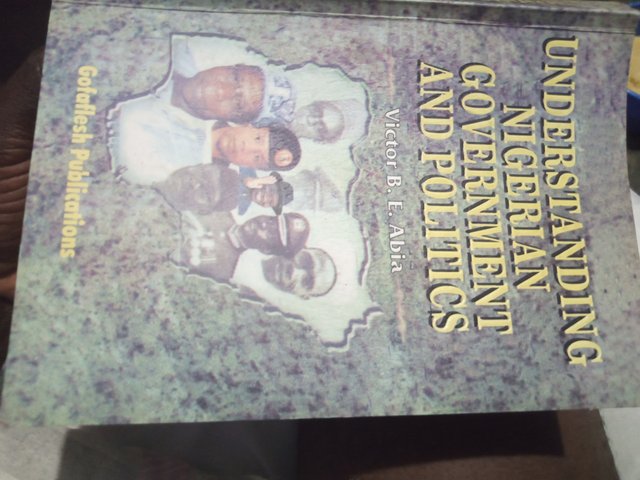 UNDERSTANDING
NIGERIAN
GOVERNMENT
AND POLITICS
Victor B. E. Abia
Gofaflesh Publications